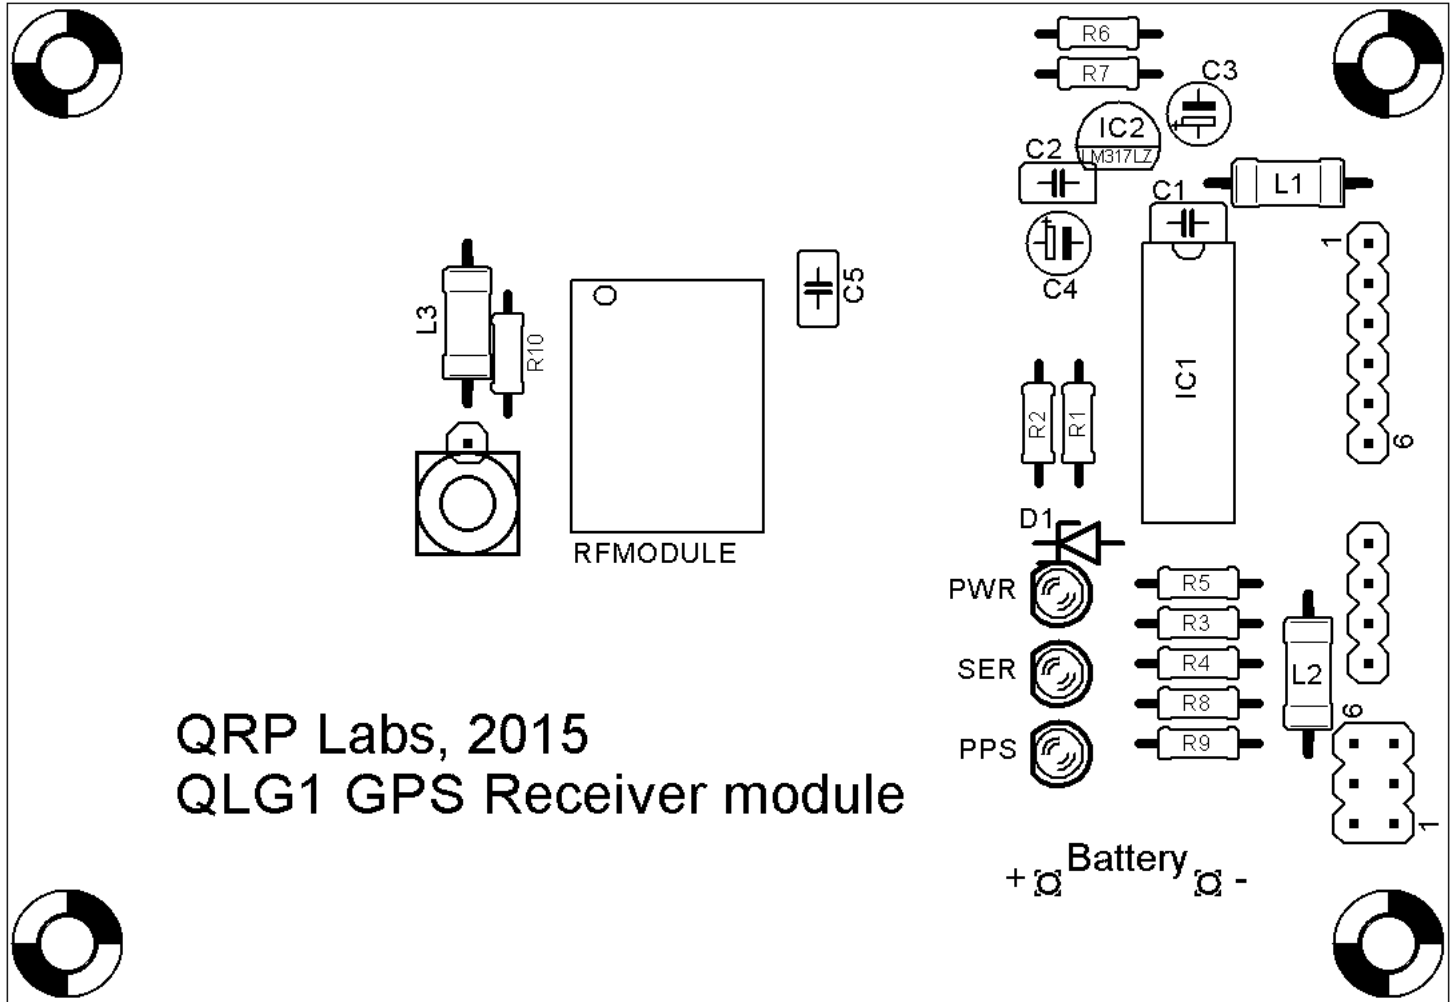 R6
R7
C3
IC2
LM317LZ
C2
C1
L1
C4
1
L3
R10
C5
IC1
R2
R1
6
D1
RFMODULE
PWR
R5
R3
SER
R4
L2
R8
6
PPS
R9
QRP Labs, 2015
QLG1 GPS Receiver module
1
Battery
+ -